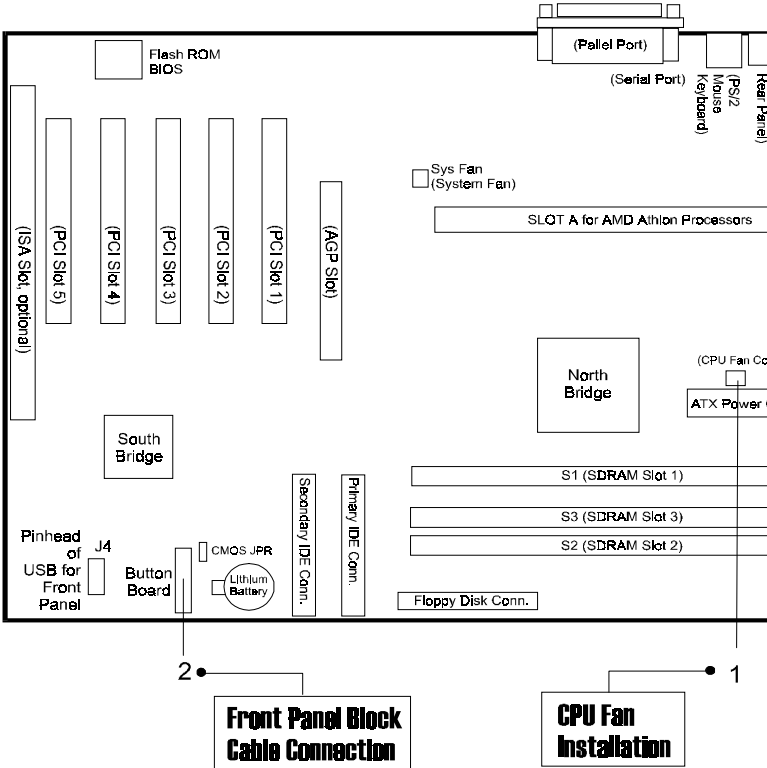 (Pallel Port)
Flash ROM
BIOS
(Serial Port)
(PS/2
Mouse
Keyboard)
Rear Panel)
Sys Fan
(System Fan)
SLOT A for AMD Athlon Processors
(ISA Slot, optional)
(PCI Slot 5)
(PCI Slot 4)
(PCI Slot 3)
(PCI Slot 2)
(PCI Slot 1)
(AGP Slot)
North
Bridge
(CPU Fan Co
ATX Power
South
Bridge
S1 (SDRAM Slot 1)
S3 (SDRAM Slot 3)
S2 (SDRAM Slot 2)
Secondary IDE Conn.
Primary IDE Conn.
Pinhead
of
USB for
Front
Panel
J4
Button
Board
CMOS JPR
Lithium
Battery
Floppy Disk Conn.
2
1
Front Panel Block
Cable Connection
CPU Fan
Installation